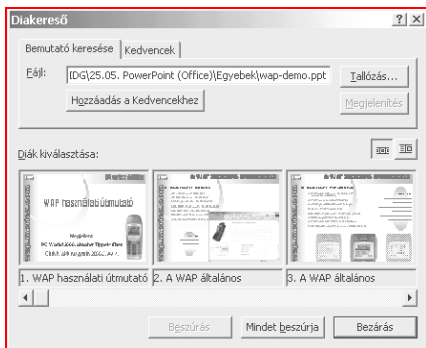 Diakereső
Bemutató keresése Kedvencek
Fájl: IDG\25.05. PowerPoint (Office)\Egyebek\wap-demo.ppt Tallózás...
Hozzáadás a Kedvencekhez Megjelenítés
Diák kiválasztása:
WAP használati útmutató
1. WAP használati útmutató 2. A WAP általános 3. A WAP általános
Beszúrás Mindet beszúrja Bezárás